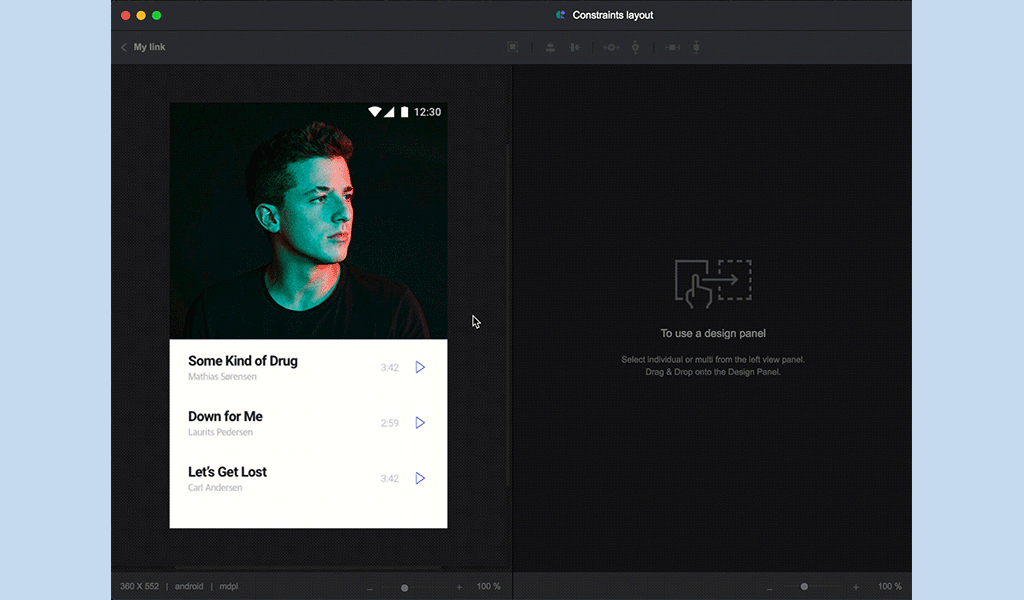 Constraints layout
My link
12:30
Some Kind of Drug
Mathias Sørensen
3:42
Down for Me
Laurits Pedersen
2:59
Let's Get Lost
Carl Andersen
3:42
To use a design panel
Select individual or multi from the left view panel.
Drag & Drop onto the Design Panel.
360 X 552 | android | mdpi
100 %
100 %